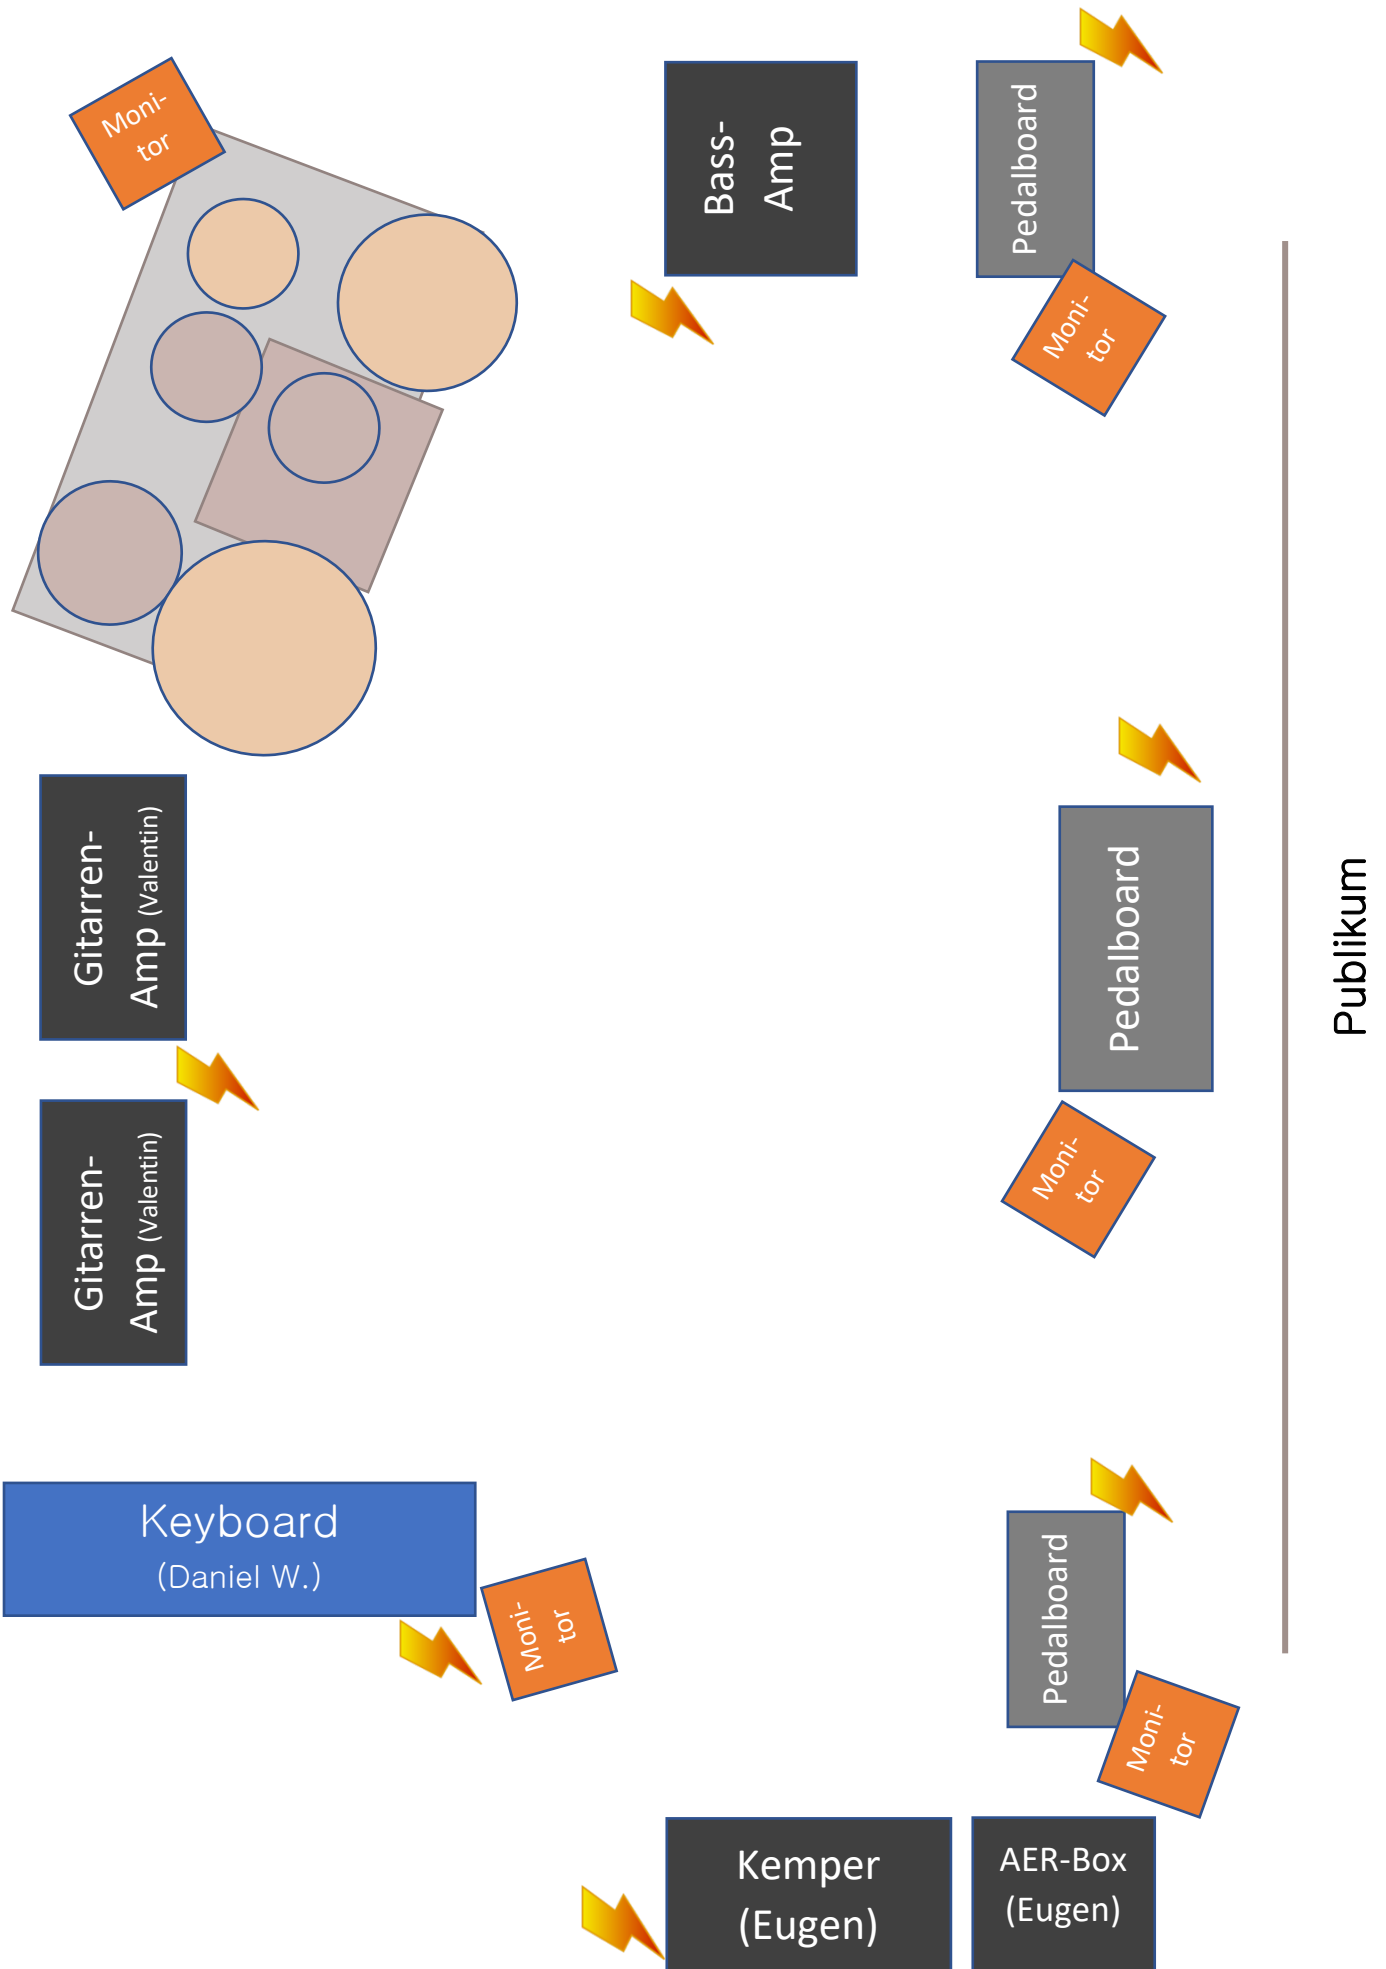 Moni-
tor
Bass-
Amp
Pedalboard
Moni-
tor
Gitarren-
Amp (Valentin)
Gitarren-
Amp (Valentin)
Pedalboard
Moni-
tor
Publikum
Keyboard
(Daniel W.)
Moni-
tor
Pedalboard
Moni-
tor
Kemper
(Eugen)
AER-Box
(Eugen)